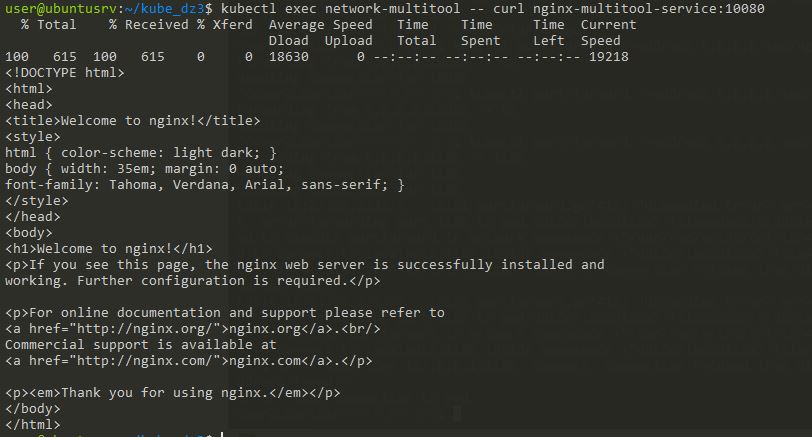 user@ubuntusrv:~/kube_dz3$ kubectl exec network-multitool -- curl nginx-multitool-service:10080
  % Total    % Received % Xferd  Average Speed   Time    Time     Time  Current
                                 Dload  Upload   Total   Spent    Left  Speed
100   615  100   615    0     0  18630      0 --:--:-- --:--:-- --:--:-- 19218
<!DOCTYPE html>
<html>
<head>
<title>Welcome to nginx!</title>
<style>
html { color-scheme: light dark; }
body { width: 35em; margin: 0 auto;
font-family: Tahoma, Verdana, Arial, sans-serif; }
</style>
</head>
<body>
<h1>Welcome to nginx!</h1>
<p>If you see this page, the nginx web server is successfully installed and
working. Further configuration is required.</p>

<p>For online documentation and support please refer to
<a href="http://nginx.org/">nginx.org</a>.<br/>
Commercial support is available at
<a href="http://nginx.com/">nginx.com</a>.</p>

<p><em>Thank you for using nginx.</em></p>
</body>
</html>